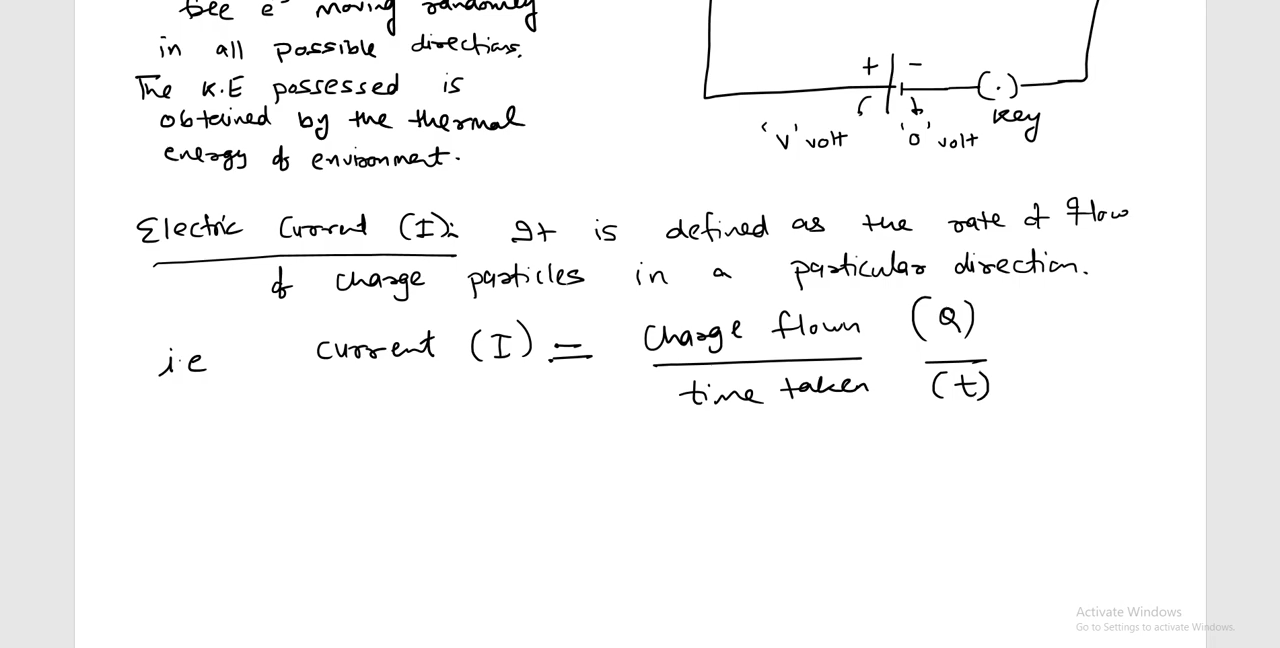 free e⁻ moving randomly
in all possible directions.
The K.E possessed is
obtained by the thermal
energy of environment.
+ -
'V' volt 'o' volt
(.) key
Electric Current (I): It is defined as the rate of flow
of charge particles in a particular direction.
i.e current (I) = charge flown (Q)
time taken (t)
Activate Windows
Go to Settings to activate Windows.